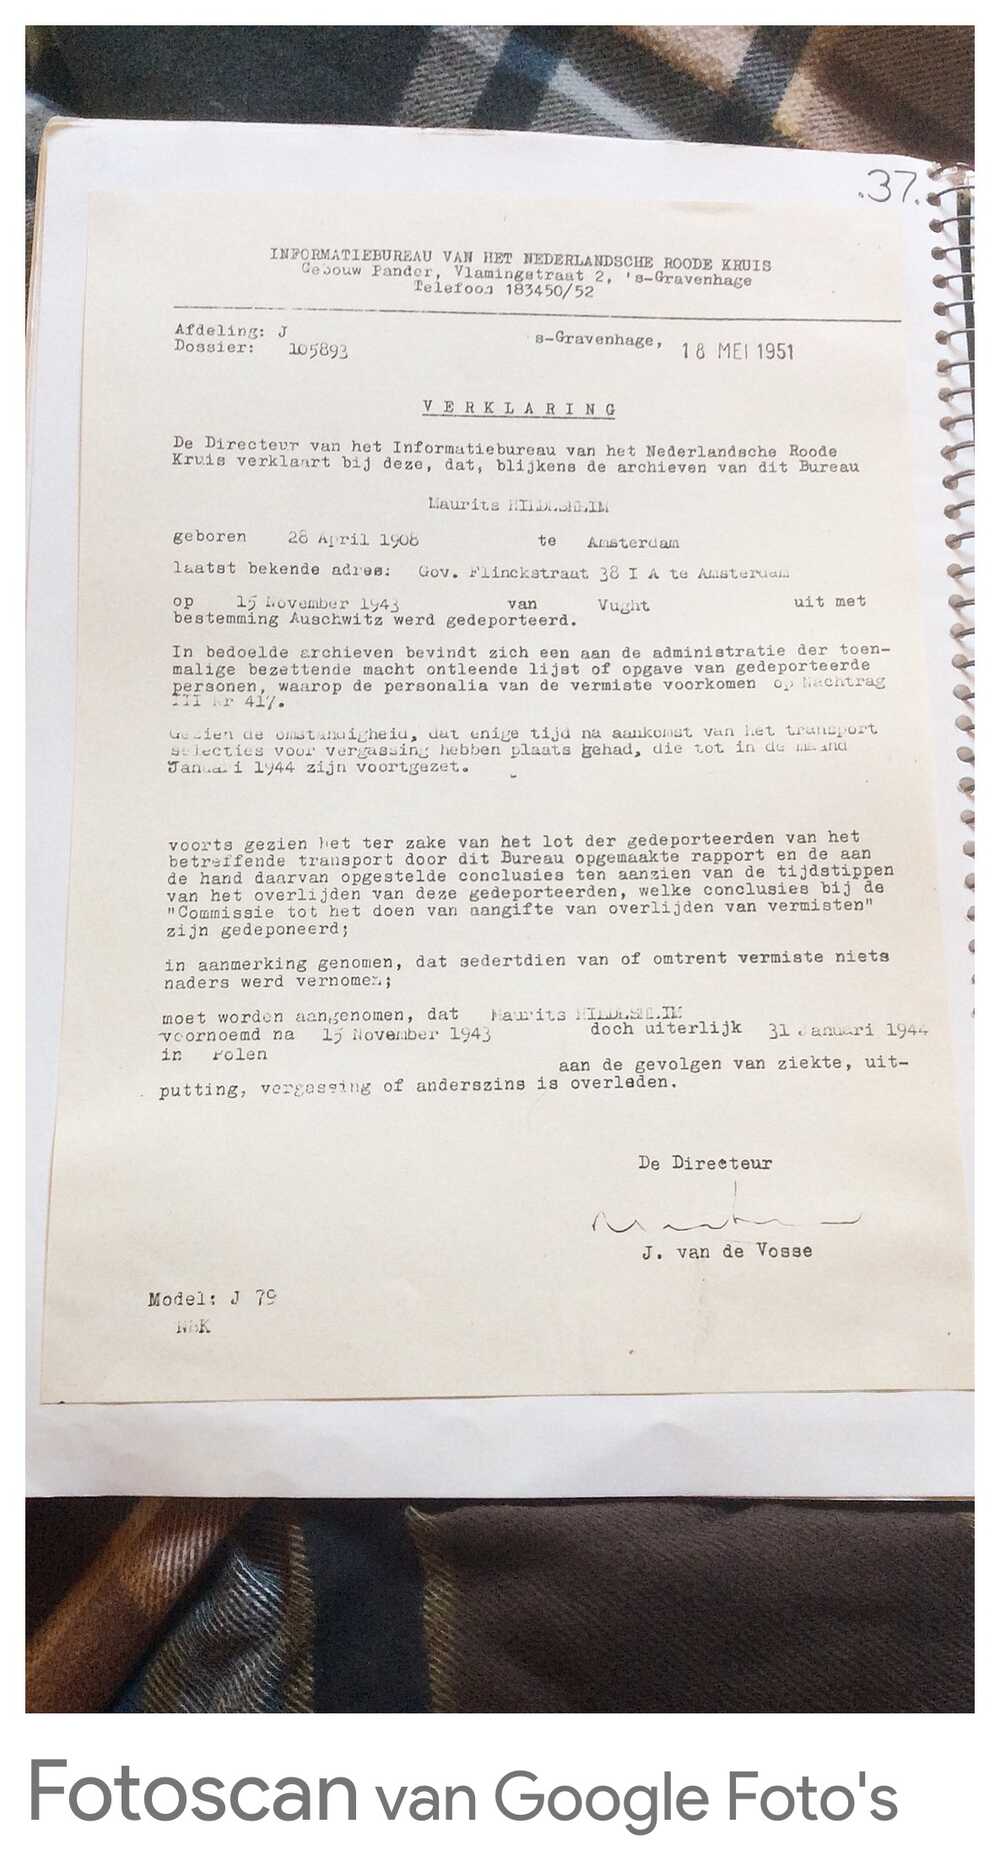 .37.
INFORMATIEBUREAU VAN HET NEDERLANDSCHE ROODE KRUIS
Gebouw Pander, Vlamingstraat 2, 's-Gravenhage
Telefoon 183450/52
Afdeling: J
Dossier: 105893
s-Gravenhage, 18 MEI 1951
VERKLARING
De Directeur van het Informatiebureau van het Nederlandsche Roode
Kruis verklaart bij deze, dat, blijkens de archieven van dit Bureau
Maurits HILDESHEIM
geboren 28 April 1908 te Amsterdam
laatst bekende adres: Gov. Flinckstraat 38 I A te Amsterdam
op 15 November 1943 van Vught uit met
bestemming Auschwitz werd gedeporteerd.
In bedoelde archieven bevindt zich een aan de administratie der toen-
malige bezettende macht ontleende lijst of opgave van gedeporteerde
personen, waarop de personalia van de vermiste voorkomen op Nachtrag
III Nr 417.
Gezien de omstandigheid, dat enige tijd na aankomst van het transport
selecties voor vergassing hebben plaats gehad, die tot in de maand
Januari 1944 zijn voortgezet.
voorts gezien het ter zake van het lot der gedeporteerden van het
betreffende transport door dit Bureau opgemaakte rapport en de aan
de hand daarvan opgestelde conclusies ten aanzien van de tijdstippen
van het overlijden van deze gedeporteerden, welke conclusies bij de
"Commissie tot het doen van aangifte van overlijden van vermisten"
zijn gedeponeerd;
in aanmerking genomen, dat sedertdien van of omtrent vermiste niets
naders werd vernomen;
moet worden aangenomen, dat Maurits HILDESHEIM
voornoemd na 15 November 1943 doch uiterlijk 31 Januari 1944
in Polen aan de gevolgen van ziekte, uit-
putting, vergassing of anderszins is overleden.
De Directeur
J. van de Vosse
Model: J 79
Fotoscan van Google Foto's